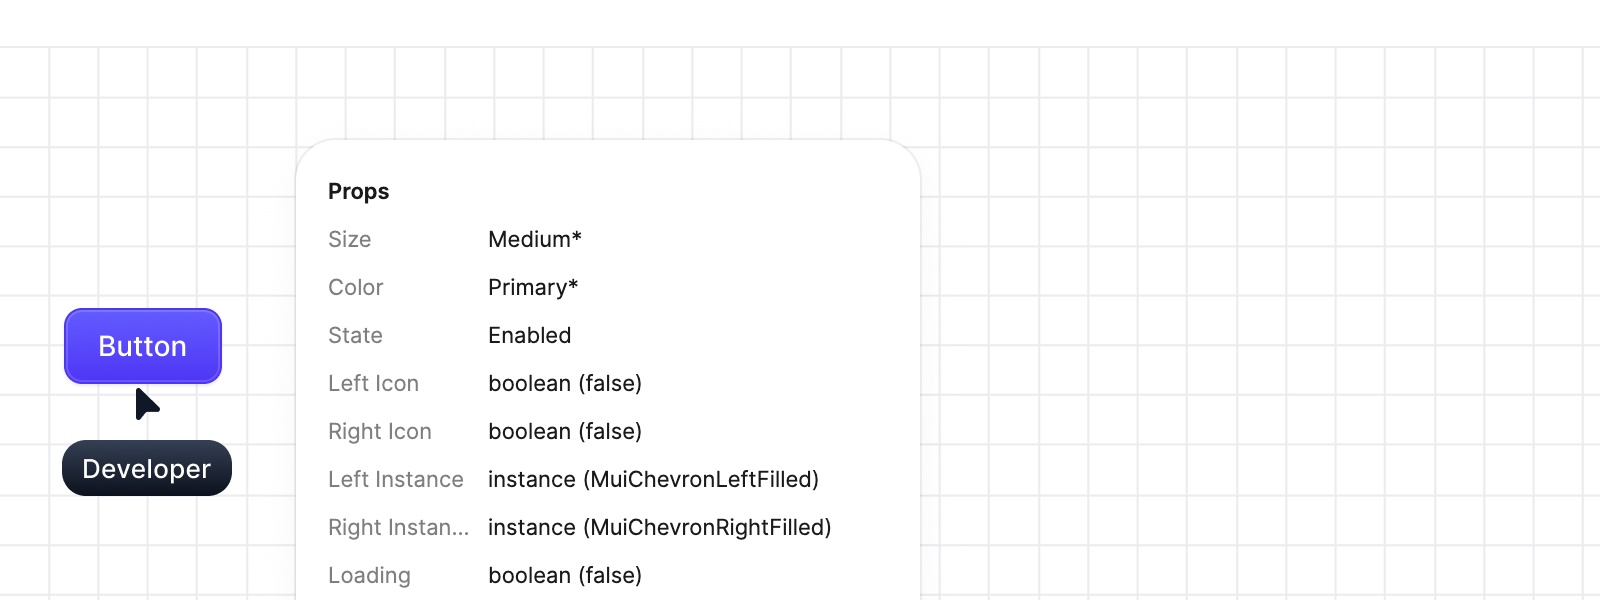 Props
Size Medium*
Color Primary*
State Enabled
Left Icon boolean (false)
Right Icon boolean (false)
Left Instance instance (MuiChevronLeftFilled)
Right Instan... instance (MuiChevronRightFilled)
Loading boolean (false)
Button
Developer